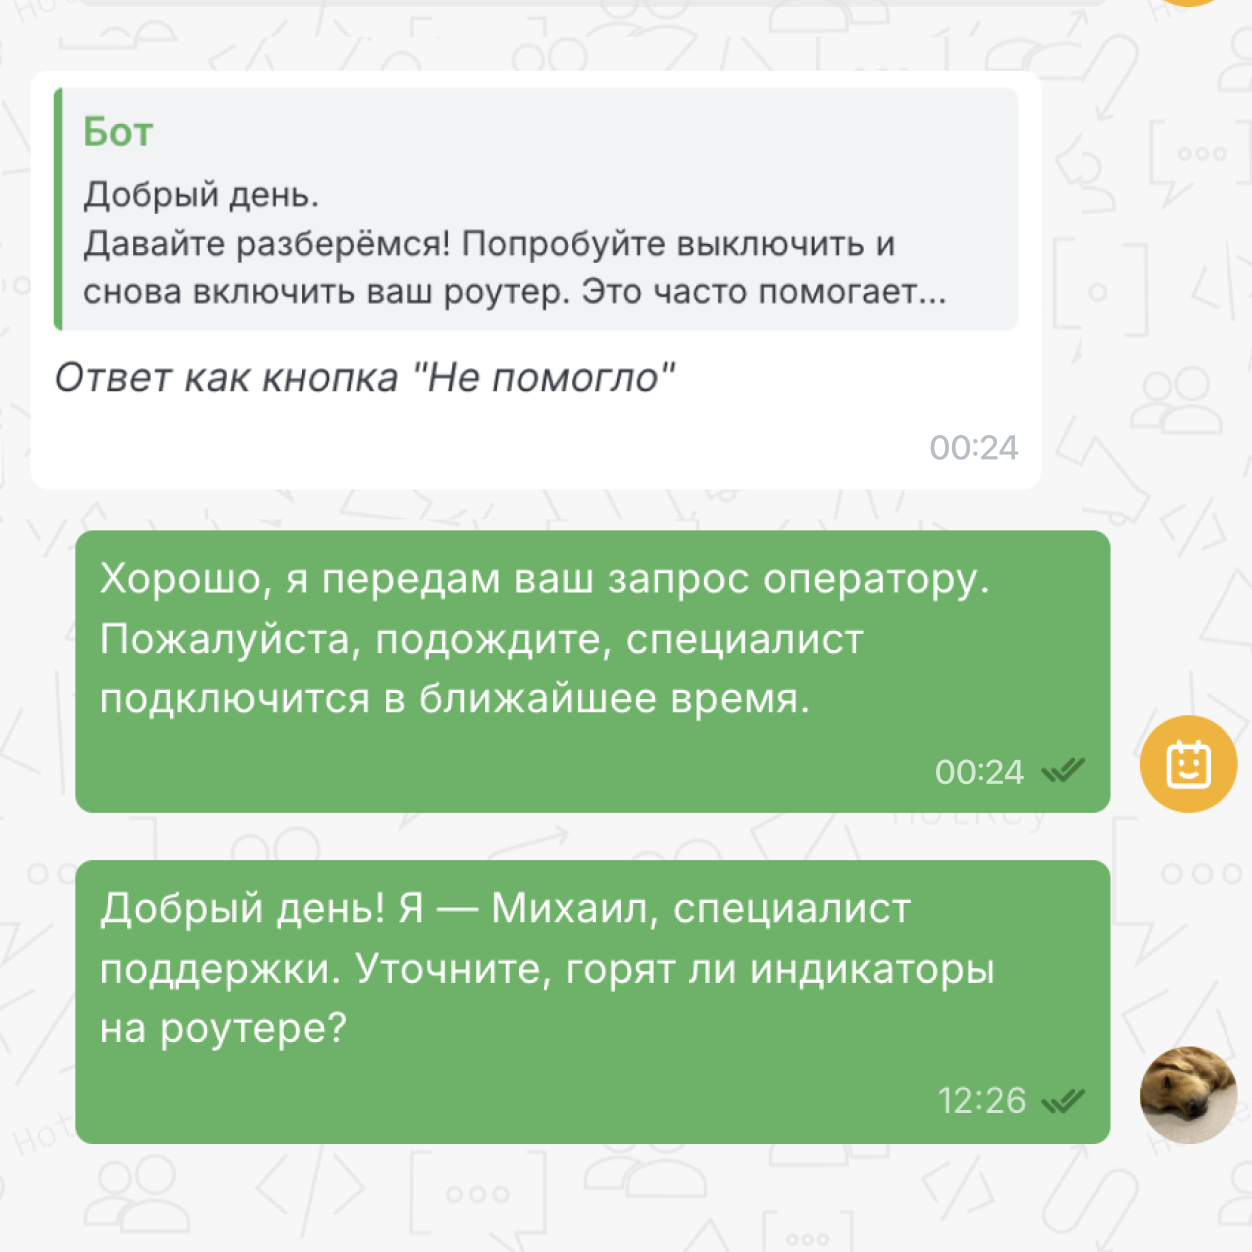 Бот
Добрый день.
Давайте разберёмся! Попробуйте выключить и
снова включить ваш роутер. Это часто помогает...
Ответ как кнопка "Не помогло"
00:24
Хорошо, я передам ваш запрос оператору.
Пожалуйста, подождите, специалист
подключится в ближайшее время.
00:24
HotKey
Добрый день! Я — Михаил, специалист
поддержки. Уточните, горят ли индикаторы
на роутере?
12:26